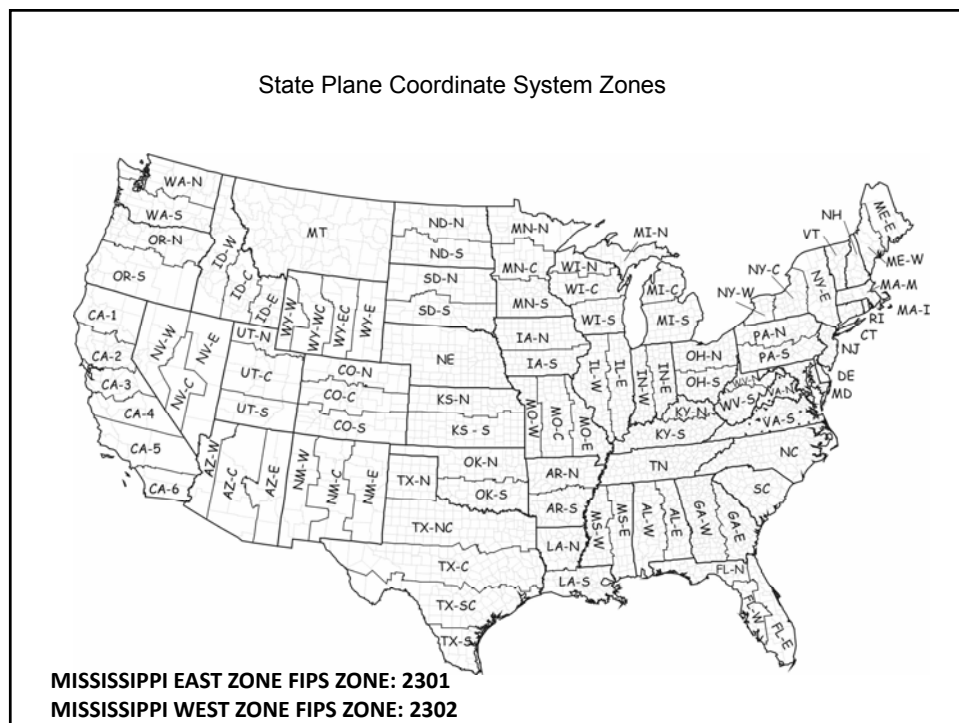 State Plane Coordinate System Zones
WA-N
WA-S
OR-N
OR-S
ID-W
ID-C
ID-E
MT
WY-W
WY-WC
WY-EC
WY-E
ND-N
ND-S
SD-N
SD-S
NE
KS-N
KS - S
MN-N
MN-C
MN-S
IA-N
IA-S
WI-N
WI-C
WI-S
MI-N
MI-C
MI-S
IL-W
IL-E
IN-W
IN-E
OH-N
OH-S
KY-N
KY-S
WV-N
WV-S
VA-N
VA-S
PA-N
PA-S
NY-W
NY-C
NY-E
VT
NH
ME-E
ME-W
MA-M
MA-I
RI
CT
NJ
DE
MD
CA-1
CA-2
CA-3
CA-4
CA-5
CA-6
NV-W
NV-C
NV-E
UT-N
UT-C
UT-S
CO-N
CO-C
CO-S
AZ-W
AZ-C
AZ-E
NM-W
NM-C
NM-E
TX-N
TX-NC
TX-C
TX-SC
TX-S
OK-N
OK-S
MO-W
MO-C
MO-E
AR-N
AR-S
LA-N
LA-S
TN
NC
SC
MS-W
MS-E
AL-W
AL-E
GA-W
GA-E
FL-N
FL-W
FL-E
MISSISSIPPI EAST ZONE FIPS ZONE: 2301
MISSISSIPPI WEST ZONE FIPS ZONE: 2302